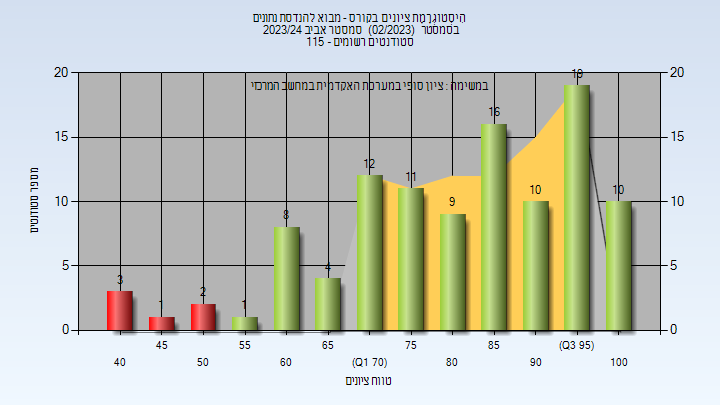 היסטוגרמת ציונים בקורס - מבוא להנדסת נתונים
בסמסטר (02/2023) סמסטר אביב 2023/24
סטודנטים רשומים - 115
במשימה : ציון סופי במערכת האקדמית במחשב המרכזי
20 20
15 15
10 10
5 5
0 0
3 1 2 1 8 4 12 11 9 16 10 19 10
מספר סטודנטים
45 55 65 75 85 (Q3 95)
40 50 60 (Q1 70) 80 90 100
טווח ציונים